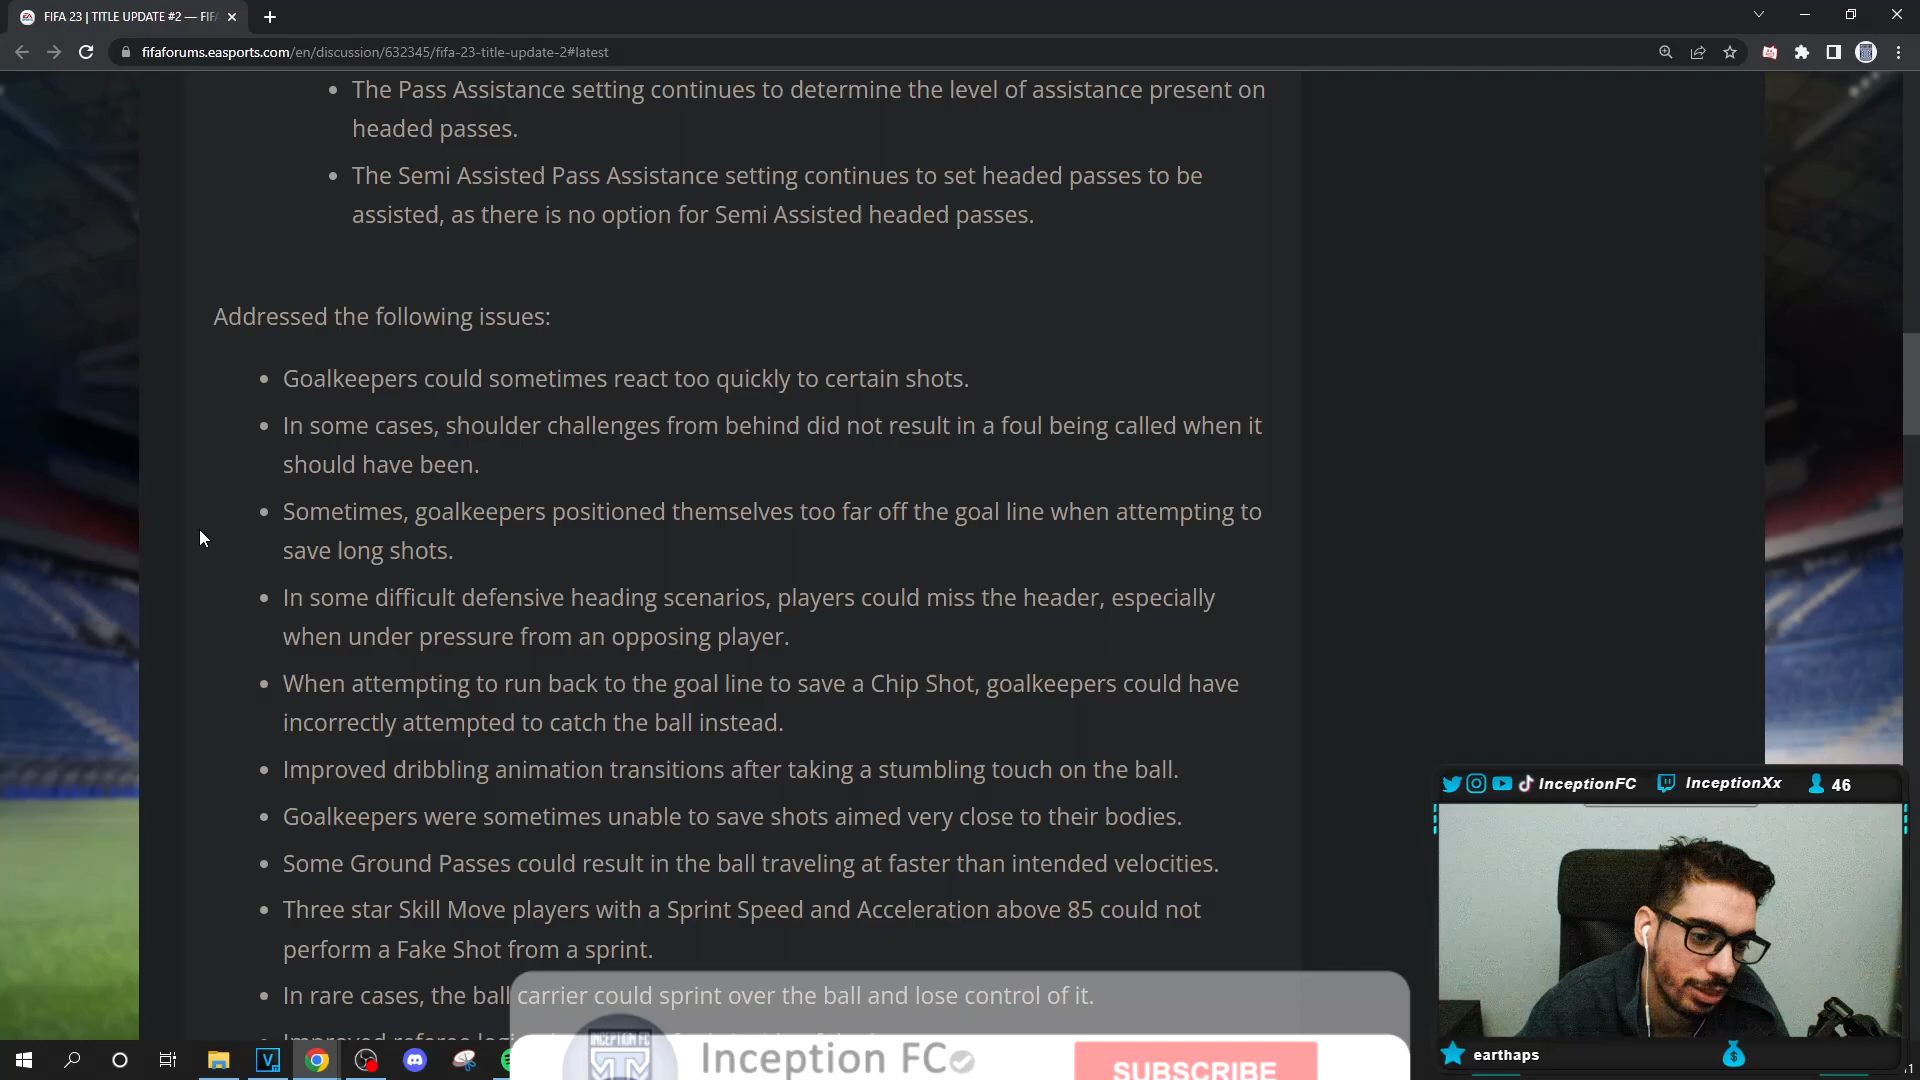 FIFA 23 | TITLE UPDATE #2 — FIF
fifaforums.easports.com/en/discussion/632345/fifa-23-title-update-2#latest
The Pass Assistance setting continues to determine the level of assistance present on
headed passes.
The Semi Assisted Pass Assistance setting continues to set headed passes to be
assisted, as there is no option for Semi Assisted headed passes.
Addressed the following issues:
Goalkeepers could sometimes react too quickly to certain shots.
In some cases, shoulder challenges from behind did not result in a foul being called when it
should have been.
Sometimes, goalkeepers positioned themselves too far off the goal line when attempting to
save long shots.
In some difficult defensive heading scenarios, players could miss the header, especially
when under pressure from an opposing player.
When attempting to run back to the goal line to save a Chip Shot, goalkeepers could have
incorrectly attempted to catch the ball instead.
Improved dribbling animation transitions after taking a stumbling touch on the ball.
Goalkeepers were sometimes unable to save shots aimed very close to their bodies.
Some Ground Passes could result in the ball traveling at faster than intended velocities.
Three star Skill Move players with a Sprint Speed and Acceleration above 85 could not
perform a Fake Shot from a sprint.
In rare cases, the ball carrier could sprint over the ball and lose control of it.
InceptionFC InceptionXx 46
earthaps
INCEPTION FC
Inception FC
SUBSCRIBE